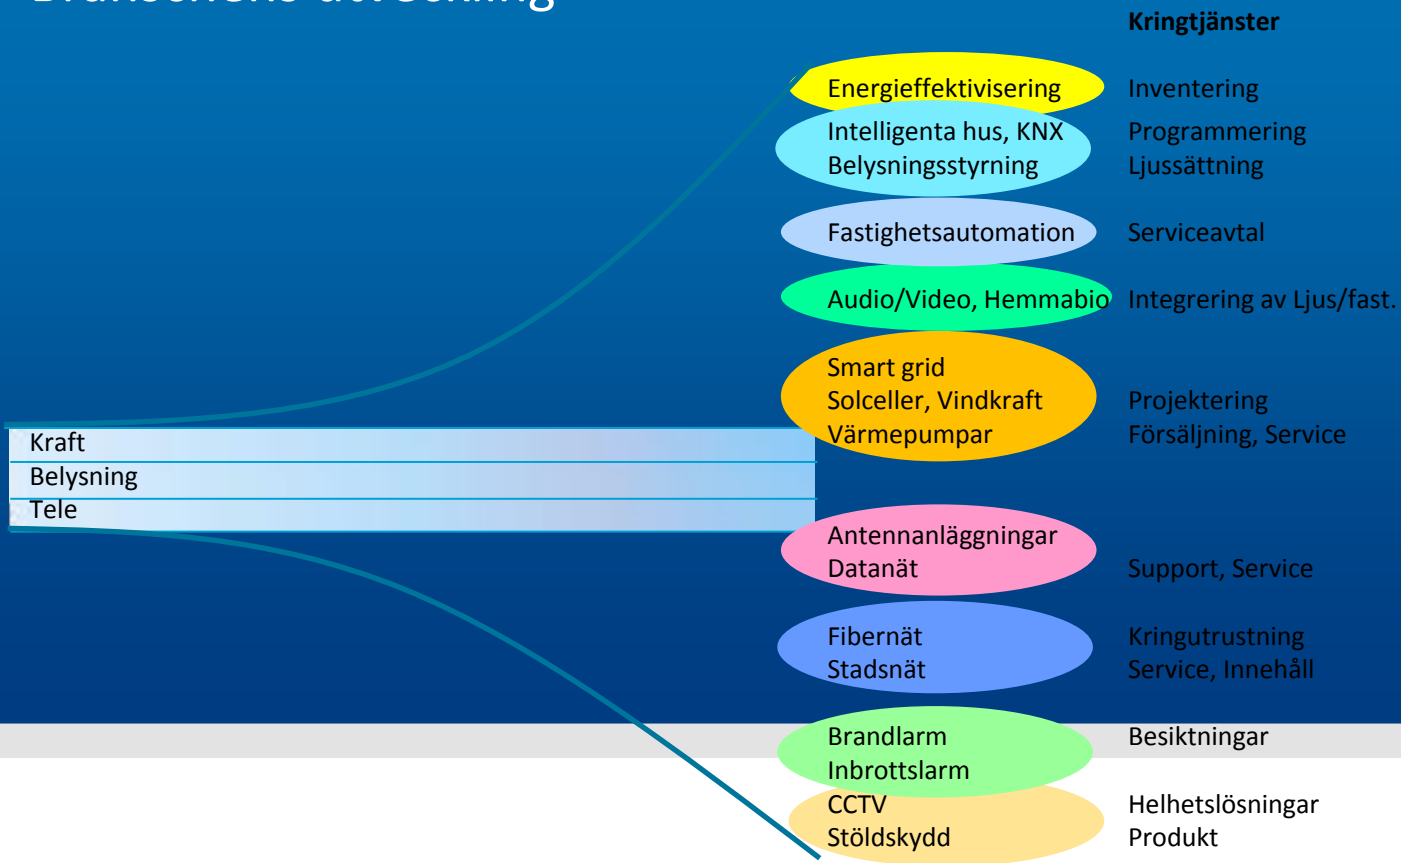 Branschens utveckling
Kringtjänster
Energieffektivisering Inventering
Intelligenta hus, KNX Programmering
Belysningsstyrning Ljussättning
Fastighetsautomation Serviceavtal
Audio/Video, Hemmabio Integrering av Ljus/fast.
Smart grid
Solceller, Vindkraft Projektering
Värmepumpar Försäljning, Service
Kraft
Belysning
Tele
Antennanläggningar
Datanät Support, Service
Fibernät Kringutrustning
Stadsnät Service, Innehåll
Brandlarm Besiktningar
Inbrottslarm
CCTV Helhetslösningar
Stöldskydd Produkt